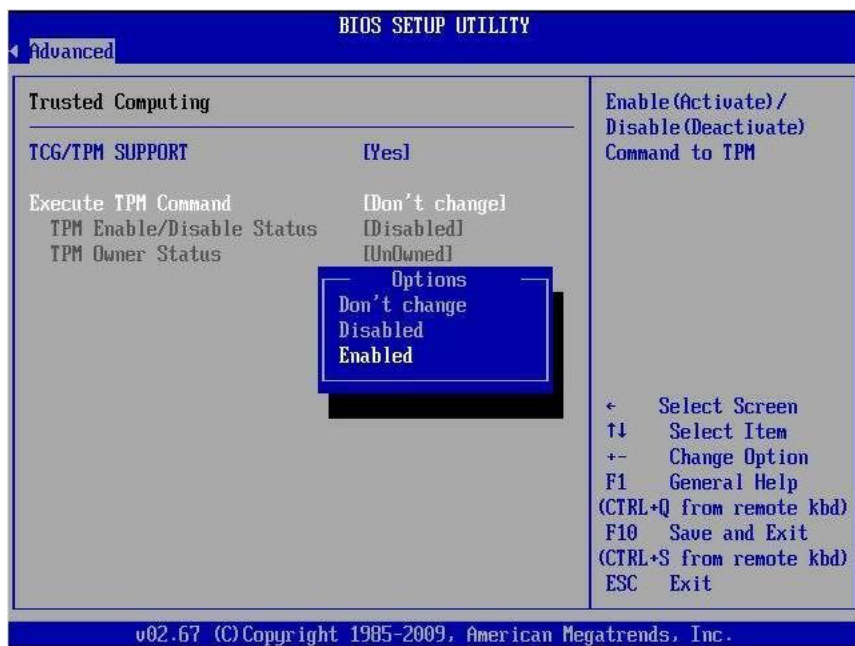 BIOS SETUP UTILITY
Advanced
Trusted Computing
TCG/TPM SUPPORT [Yes]
Execute TPM Command [Don't change]
TPM Enable/Disable Status [Disabled]
TPM Owner Status [UnOwned]
Options
Don't change
Disabled
Enabled
Enable(Activate)/
Disable(Deactivate)
Command to TPM
← Select Screen
↑↓ Select Item
+- Change Option
F1 General Help
(CTRL+Q from remote kbd)
F10 Save and Exit
(CTRL+S from remote kbd)
ESC Exit
v02.67 (C)Copyright 1985-2009, American Megatrends, Inc.